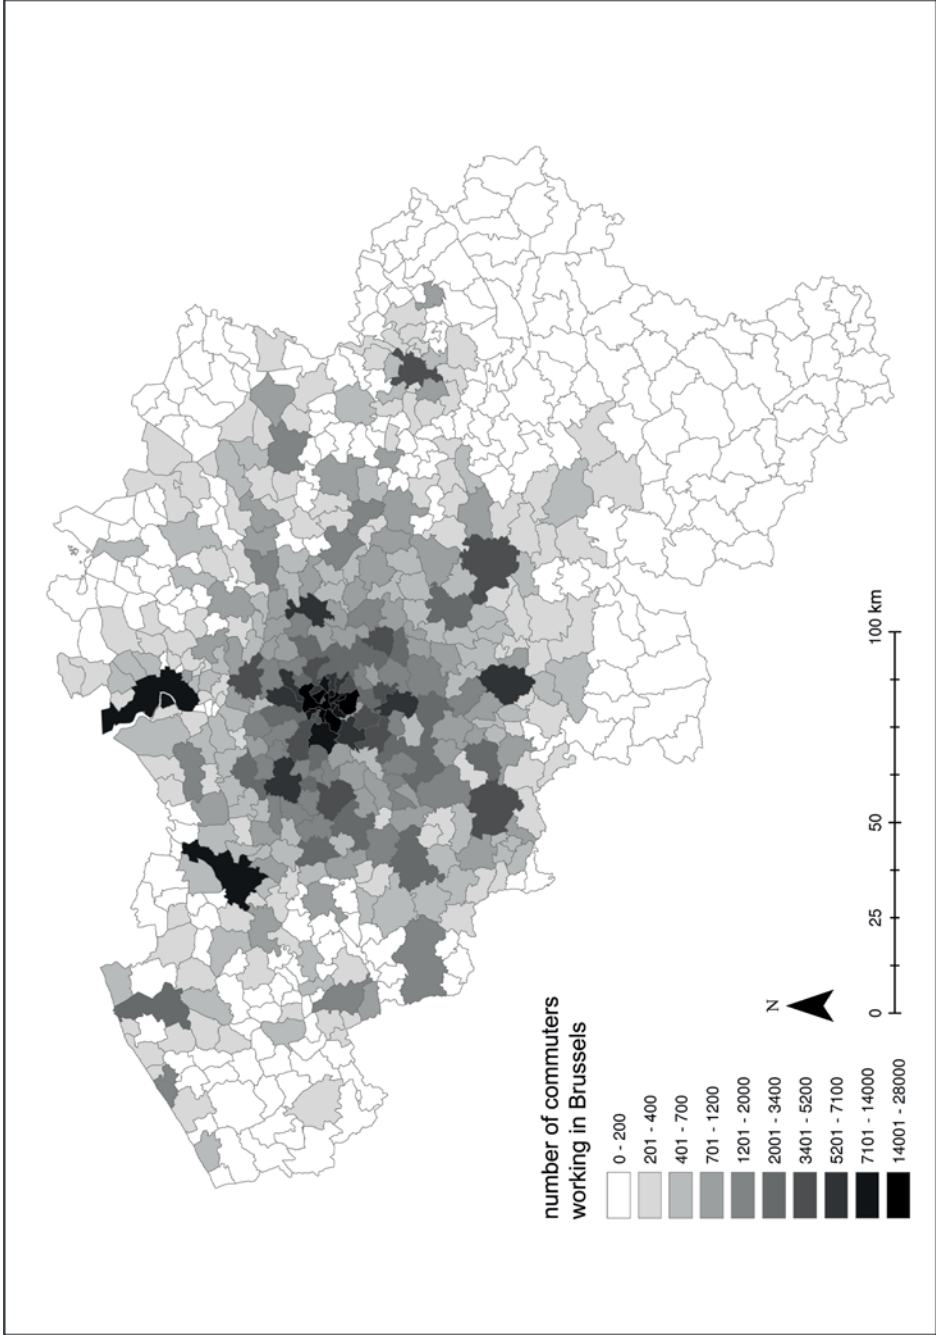 number of commuters
working in Brussels
0 - 200
201 - 400
401 - 700
701 - 1200
1201 - 2000
2001 - 3400
3401 - 5200
5201 - 7100
7101 - 14000
14001 - 28000
N
0 25 50 100 km